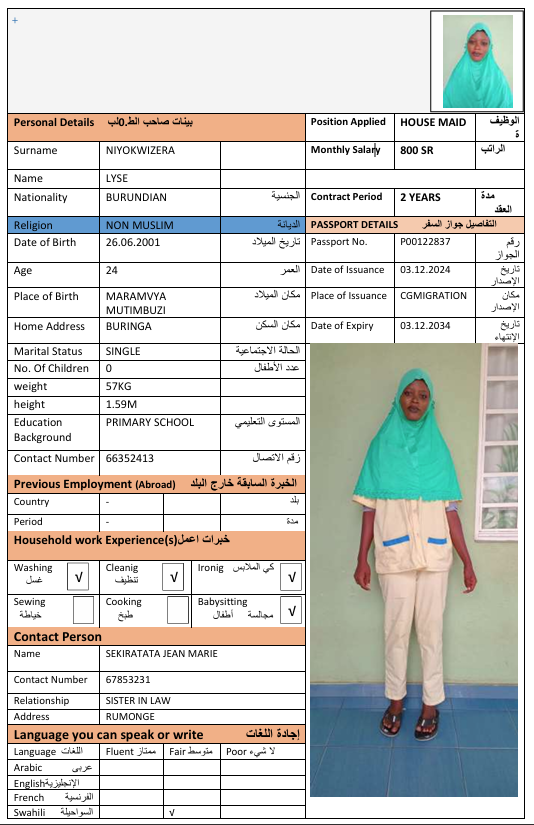 +
Personal Details بينات صاحب الط.0لب
Position Applied HOUSE MAID الوظيف
ة
Surname NIYOKWIZERA
Monthly Salary 800 SR الراتب
Name LYSE
Nationality BURUNDIAN الجنسية
Contract Period 2 YEARS مدة
العقد
Religion NON MUSLIM الديانة
PASSPORT DETAILS التفاصيل جواز السفر
Date of Birth 26.06.2001 تاريخ الميلاد
Passport No. P00122837 رقم
الجواز
Age 24 العمر
Date of Issuance 03.12.2024 تاريخ
الإصدار
Place of Birth MARAMVYA
MUTIMBUZI مكان الميلاد
Place of Issuance CGMIGRATION مكان
الإصدار
Home Address BURINGA مكان السكن
Date of Expiry 03.12.2034 تاريخ
الإنتهاء
Marital Status SINGLE الحالة الاجتماعية
No. Of Children 0 عدد الأطفال
weight 57KG
height 1.59M
Education
Background PRIMARY SCHOOL المستوى التعليمي
Contact Number 66352413 رقم الاتصال
Previous Employment (Abroad) الخبرة السابقة خارج البلد
Country - بلد
Period - مدة
Household work Experience(s)خبرات اعمل
Washing
غسل √
Cleanig
تنظيف √
Ironig كي الملابس √
Sewing
خياطة
Cooking
طبخ
Babysitting
مجالسة أطفال √
Contact Person
Name SEKIRATATA JEAN MARIE
Contact Number 67853231
Relationship SISTER IN LAW
Address RUMONGE
Language you can speak or write إجادة اللغات
Language اللغات Fluent ممتاز Fair متوسط Poor لا شيء
Arabic عربى
Englishالإنجليزية
French الفرنسية
Swahili السواحيلة √